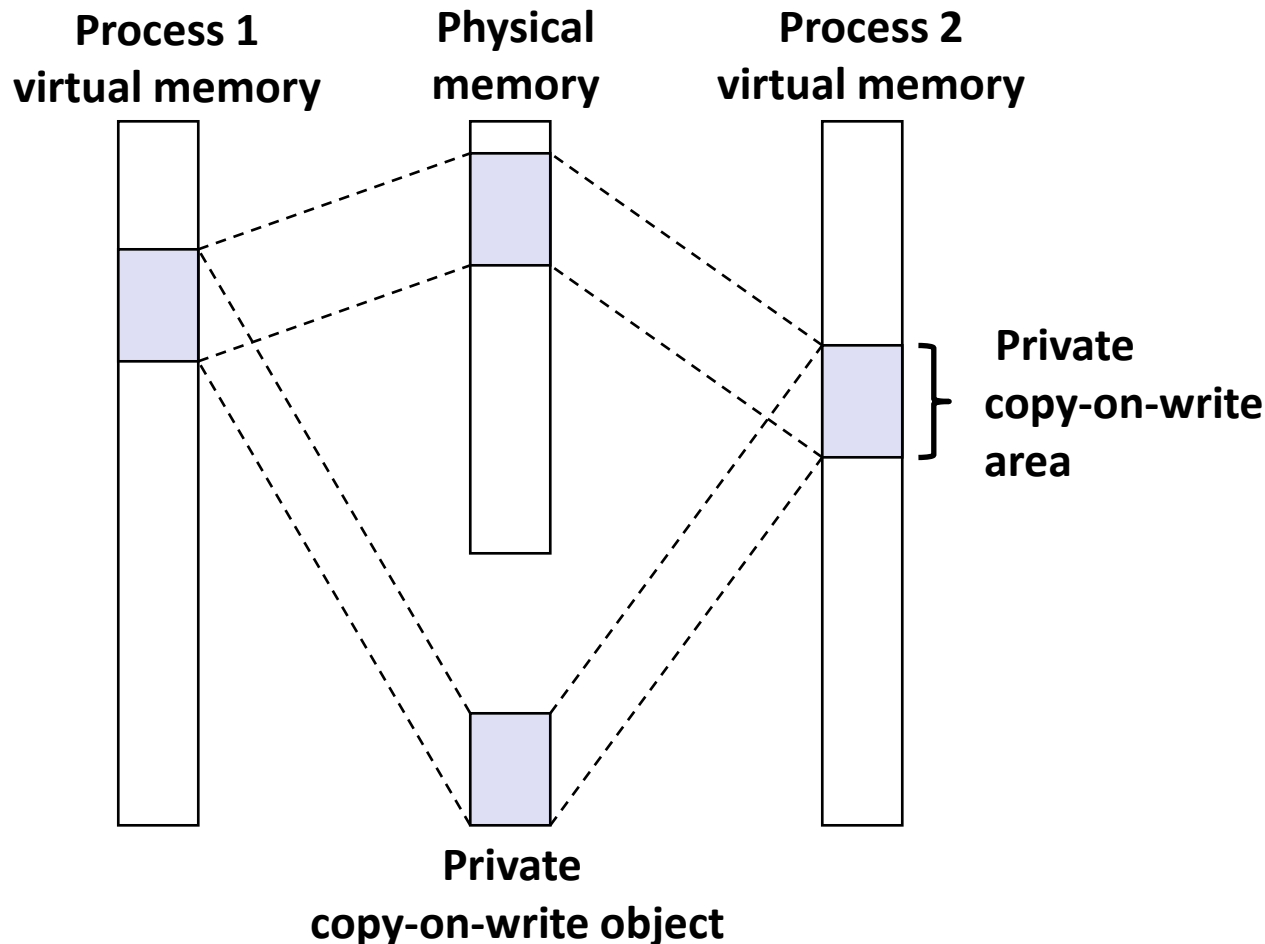 Process 1
virtual memory
Physical
memory
Process 2
virtual memory
Private
copy-on-write
area
Private
copy-on-write object